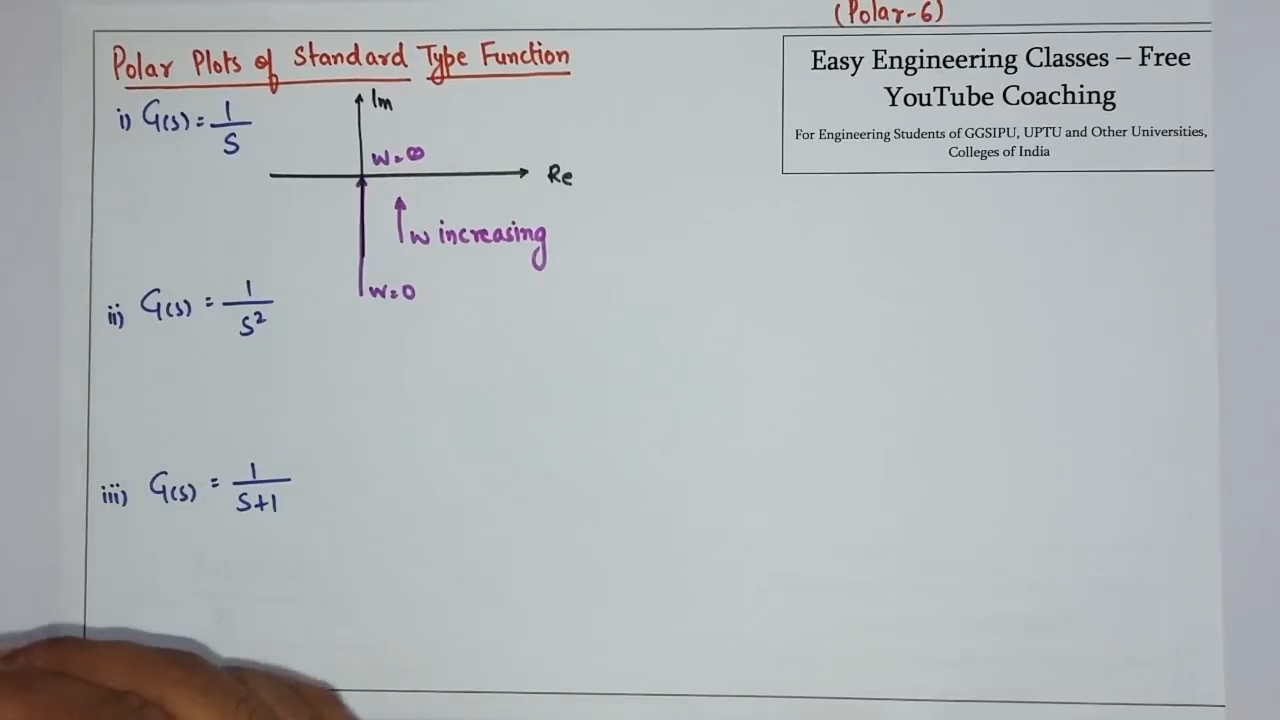 (Polar-6)
Polar Plots of Standard Type Function
Easy Engineering Classes – Free
YouTube Coaching
For Engineering Students of GGSIPU, UPTU and Other Universities,
Colleges of India
i) G(s) = 1/S
Im
W=∞
Re
W increasing
W=0
ii) G(s) = 1/S²
iii) G(s) = 1/S+1